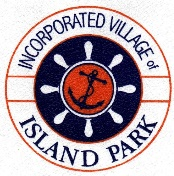 INCORPORATED VILLAGE of
ISLAND PARK